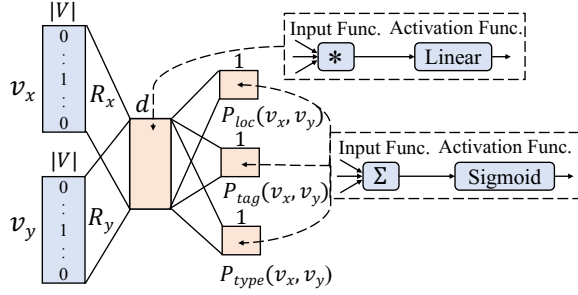 |V|
0
:
:
1
:
0
v_x
R_x
d
|V|
0
:
:
1
:
0
v_y
R_y
1
P_loc(v_x, v_y)
1
P_tag(v_x, v_y)
1
P_type(v_x, v_y)
Input Func. Activation Func.
* Linear
Input Func. Activation Func.
Σ Sigmoid